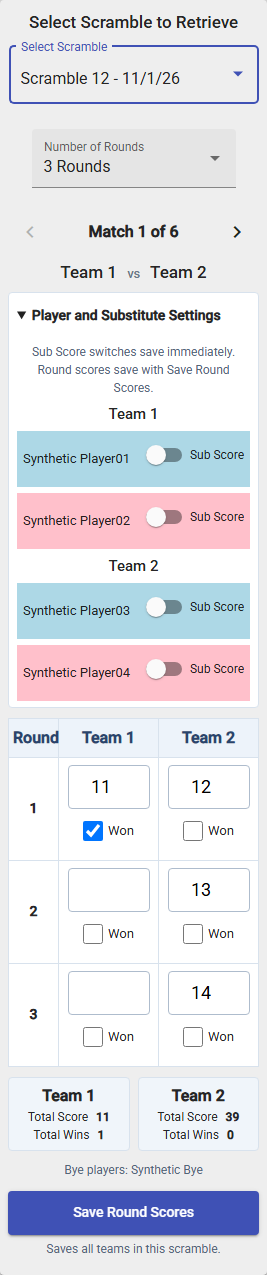 Select Scramble to Retrieve
Select Scramble
Scramble 12 - 11/1/26
Number of Rounds
3 Rounds
Match 1 of 6
Team 1 vs Team 2
Player and Substitute Settings
Sub Score switches save immediately.
Round scores save with Save Round
Scores.
Team 1
Synthetic Player01 Sub Score
Synthetic Player02 Sub Score
Team 2
Synthetic Player03 Sub Score
Synthetic Player04 Sub Score
Round Team 1 Team 2
11 12
1
Won Won
13
2
Won Won
14
3
Won Won
Team 1 Team 2
Total Score 11 Total Score 39
Total Wins 1 Total Wins 0
Bye players: Synthetic Bye
Save Round Scores
Saves all teams in this scramble.